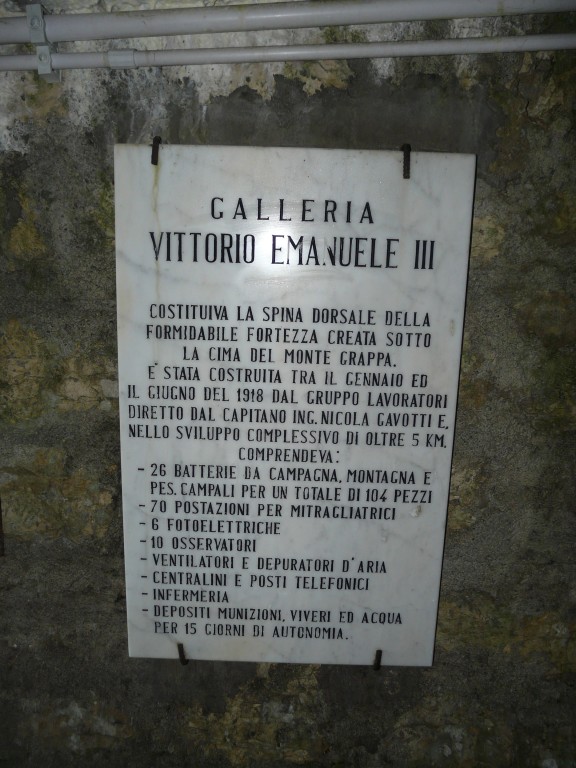 GALLERIA
VITTORIO EMANUELE III
COSTITUIVA LA SPINA DORSALE DELLA
FORMIDABILE FORTEZZA CREATA SOTTO
LA CIMA DEL MONTE GRAPPA.
E' STATA COSTRUITA TRA IL GENNAIO ED
IL GIUGNO DEL 1918 DAL GRUPPO LAVORATORI
DIRETTO DAL CAPITANO ING. NICOLA GAVOTTI E,
NELLO SVILUPPO COMPLESSIVO DI OLTRE 5 KM.
COMPRENDEVA:
- 26 BATTERIE DA CAMPAGNA, MONTAGNA E
PES. CAMPALI PER UN TOTALE DI 104 PEZZI
- 70 POSTAZIONI PER MITRAGLIATRICI
- 6 FOTOELETTRICHE
- 10 OSSERVATORI
- VENTILATORI E DEPURATORI D'ARIA
- CENTRALINI E POSTI TELEFONICI
- INFERMERIA
- DEPOSITI MUNIZIONI, VIVERI ED ACQUA
PER 15 GIORNI DI AUTONOMIA.